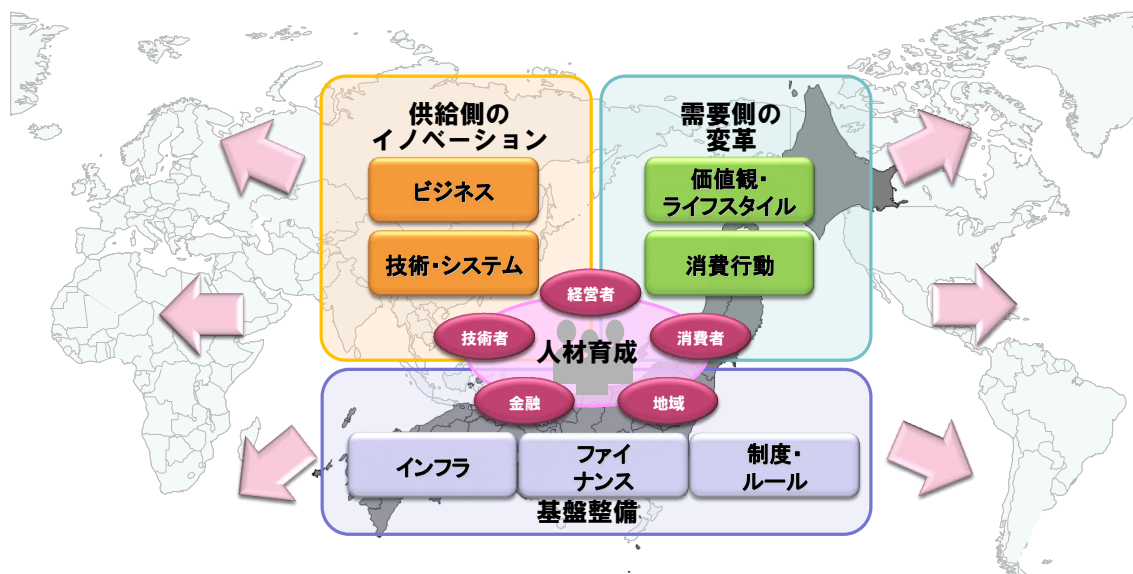 供給側の
イノベーション
ビジネス
技術・システム
需要側の
変革
価値観・
ライフスタイル
消費行動
経営者
技術者
消費者
人材育成
金融
地域
インフラ
ファイ
ナンス
制度・
ルール
基盤整備